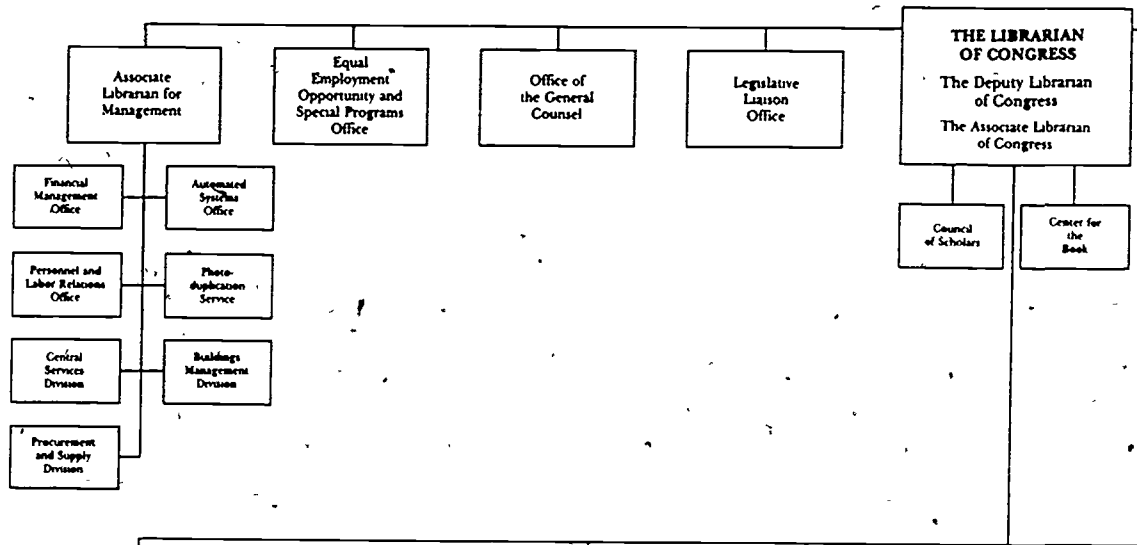 Associate
Librarian for
Management
Equal
Employment
Opportunity and
Special Programs
Office
Office of
the General
Counsel
Legislative
Liaison
Office
THE LIBRARIAN
OF CONGRESS
The Deputy Librarian
of Congress
The Associate Librarian
of Congress
Financial
Management
Office
Automated
Systems
Office
Council
of Scholars
Center for
the
Book
Personnel and
Labor Relations
Office
Photo-
duplication
Service
Central
Services
Division
Buildings
Management
Division
Procurement
and Supply
Division